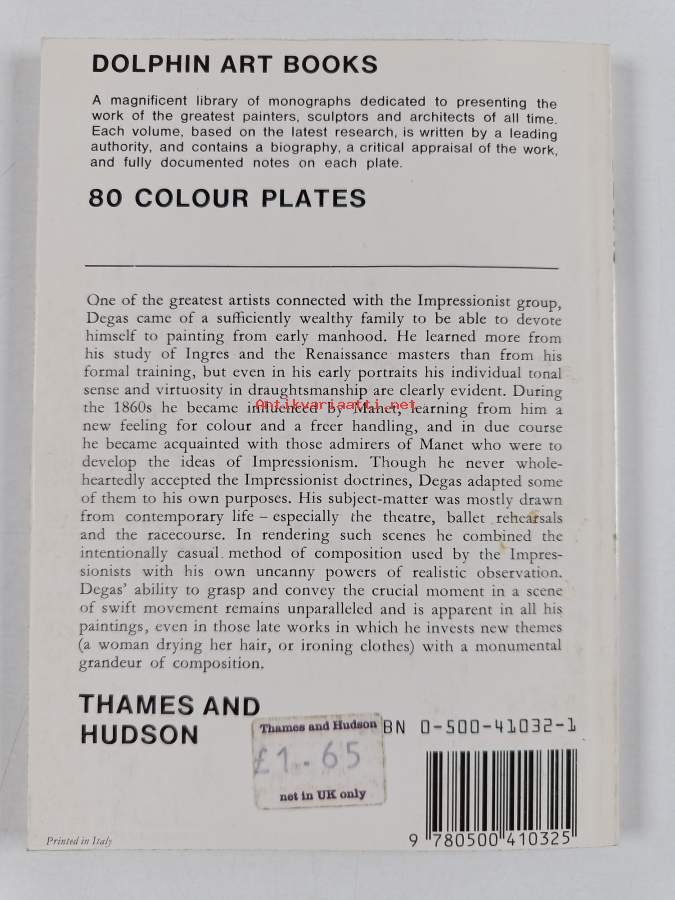 DOLPHIN ART BOOKS
A magnificent library of monographs dedicated to presenting the
work of the greatest painters, sculptors and architects of all time.
Each volume, based on the latest research, is written by a leading
authority, and contains a biography, a critical appraisal of the work,
and fully documented notes on each plate.
80 COLOUR PLATES
One of the greatest artists connected with the Impressionist group,
Degas came of a sufficiently wealthy family to be able to devote
himself to painting from early manhood. He learned more from
his study of Ingres and the Renaissance masters than from his
formal training, but even in his early portraits his individual tonal
sense and virtuosity in draughtsmanship are clearly evident. During
the 1860s he became influenced by Manet, learning from him a
Antikvariaatti.net
new feeling for colour and a freer handling, and in due course
he became acquainted with those admirers of Manet who were to
develop the ideas of Impressionism. Though he never whole-
heartedly accepted the Impressionist doctrines, Degas adapted some
of them to his own purposes. His subject-matter was mostly drawn
from contemporary life – especially the theatre, ballet rehearsals
and the racecourse. In rendering such scenes he combined the
intentionally casual method of composition used by the Impres-
sionists with his own uncanny powers of realistic observation.
Degas' ability to grasp and convey the crucial moment in a scene
of swift movement remains unparalleled and is apparent in all his
paintings, even in those late works in which he invests new themes
(a woman drying her hair, or ironing clothes) with a monumental
grandeur of composition.
THAMES AND
HUDSON
Thames and Hudson
£1.65
net in UK only
BN 0-500-41032-1
9 780500 410325
Printed in Italy